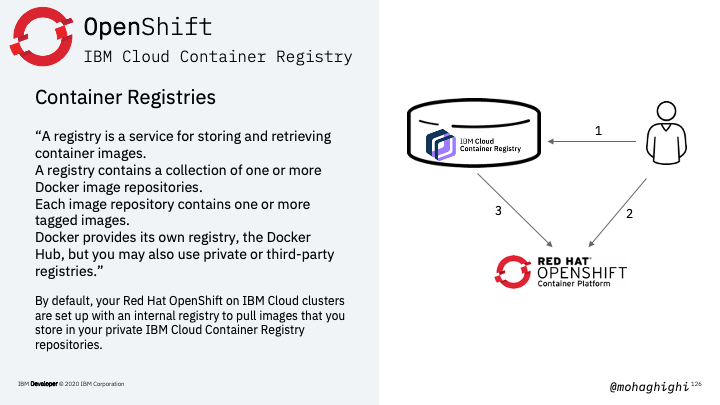 OpenShift
IBM Cloud Container Registry
Container Registries
“A registry is a service for storing and retrieving
container images.
A registry contains a collection of one or more
Docker image repositories.
Each image repository contains one or more
tagged images.
Docker provides its own registry, the Docker
Hub, but you may also use private or third-party
registries.”
By default, your Red Hat OpenShift on IBM Cloud clusters
are set up with an internal registry to pull images that you
store in your private IBM Cloud Container Registry
repositories.
IBM Developer © 2020 IBM Corporation
IBM Cloud
Container Registry
1
3
2
RED HAT®
OPENSHIFT
Container Platform
@mohaghighi
126